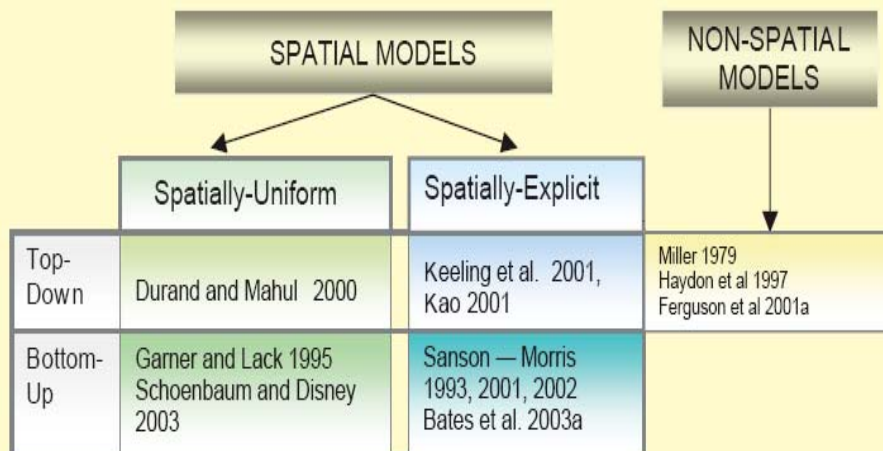 SPATIAL MODELS
NON-SPATIAL
MODELS
Spatially-Uniform
Spatially-Explicit
Top-
Down
Durand and Mahul 2000
Keeling et al. 2001,
Kao 2001
Miller 1979
Haydon et al 1997
Ferguson et al 2001a
Bottom-
Up
Garner and Lack 1995
Schoenbaum and Disney
2003
Sanson — Morris
1993, 2001, 2002
Bates et al. 2003a